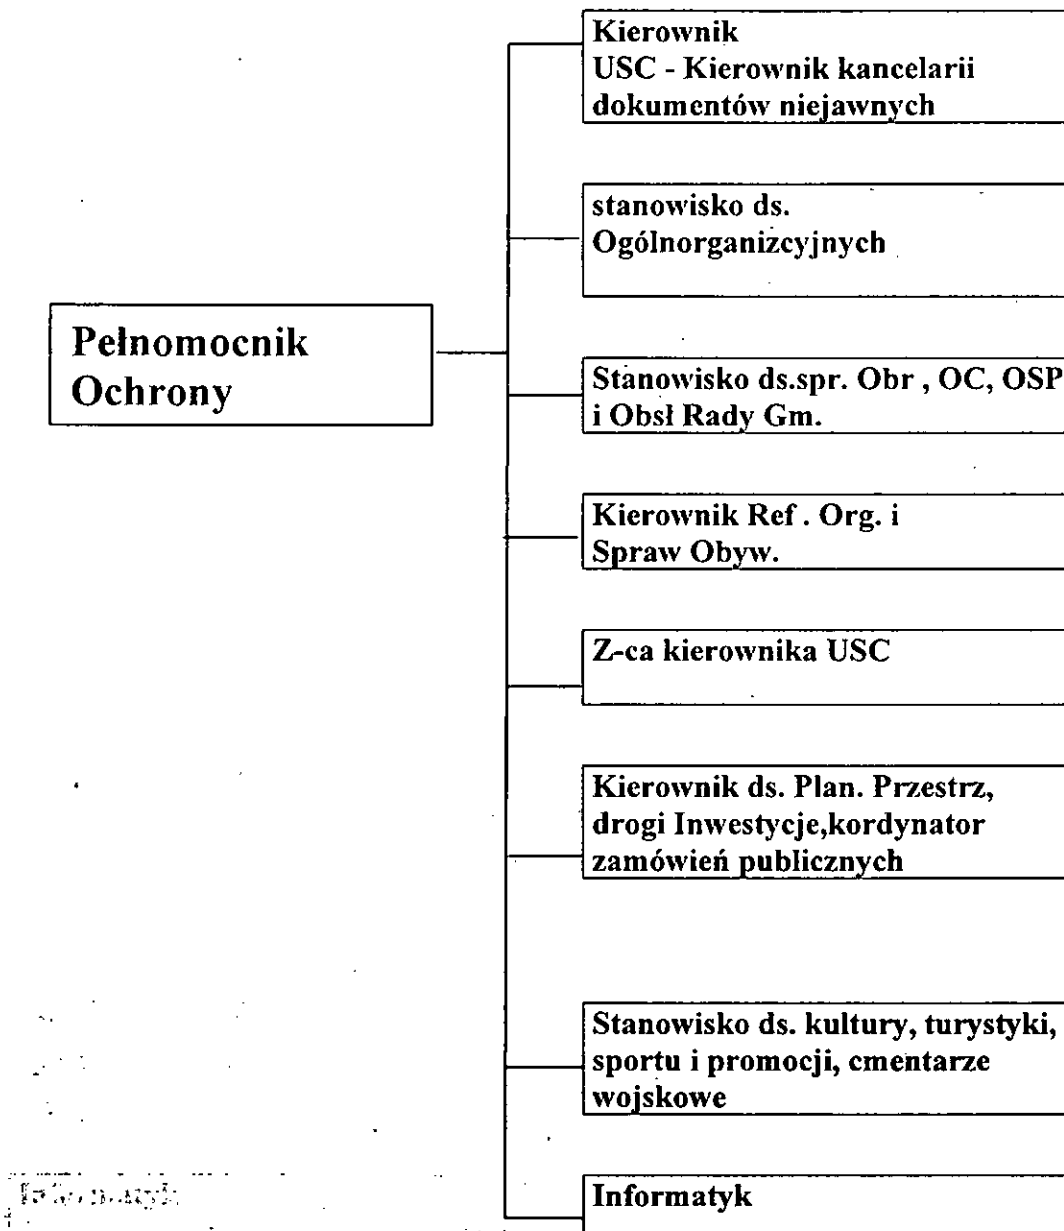 Kierownik
USC - Kierownik kancelarii
dokumentów niejawnych
stanowisko ds.
Ogólnorganizcyjnych
Pełnomocnik
Ochrony
Stanowisko ds.spr. Obr , OC, OSP
i Obsł Rady Gm.
Kierownik Ref . Org. i
Spraw Obyw.
Z-ca kierownika USC
Kierownik ds. Plan. Przestrz,
drogi Inwestycje,kordynator
zamówień publicznych
Stanowisko ds. kultury, turystyki,
sportu i promocji, cmentarze
wojskowe
Informatyk